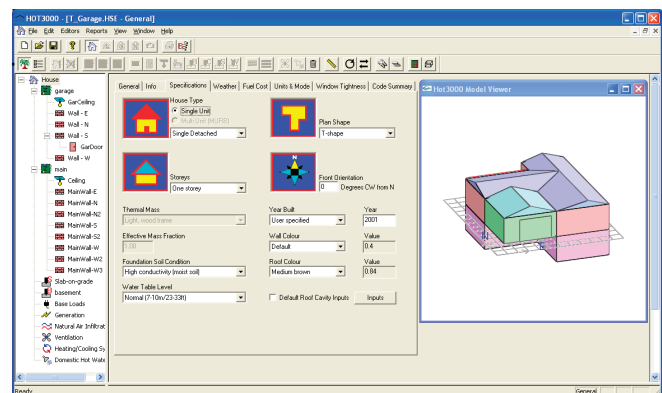 HOT3000 - [T_Garage.HSE - General]
File Edit Editors Reports View Window Help
House
garage
GarCeiling
Wall - E
Wall - N
Wall - S
GarDoor
Wall - W
main
Ceiling
MainWall-E
MainWall-N
MainWall-N2
MainWall-S
MainWall-S2
MainWall-W
MainWall-W2
MainWall-W3
Slab-on-grade
basement
Base Loads
Generation
Natural Air Infiltrat
Ventilation
Heating/Cooling Sy
Domestic Hot Wate
General Info Specifications Weather Fuel Cost Units & Mode Window Tightness Code Summary
House Type
Single Unit
MultiUnit (MURB)
Single Detached
Plan Shape
T-shape
Storeys
One storey
N
Front Orientation
0 Degrees CW from N
Thermal Mass
Light, wood frame
Year Built
User specified
Year
2001
Effective Mass Fraction
1.00
Wall Colour
Default
Value
0.4
Foundation Soil Condition
High conductivity (moist soil)
Roof Colour
Medium brown
Value
0.84
Water Table Level
Normal (7-10m/23-33ft)
Default Roof Cavity Inputs
Inputs
Hot3000 Model Viewer
Ready
General